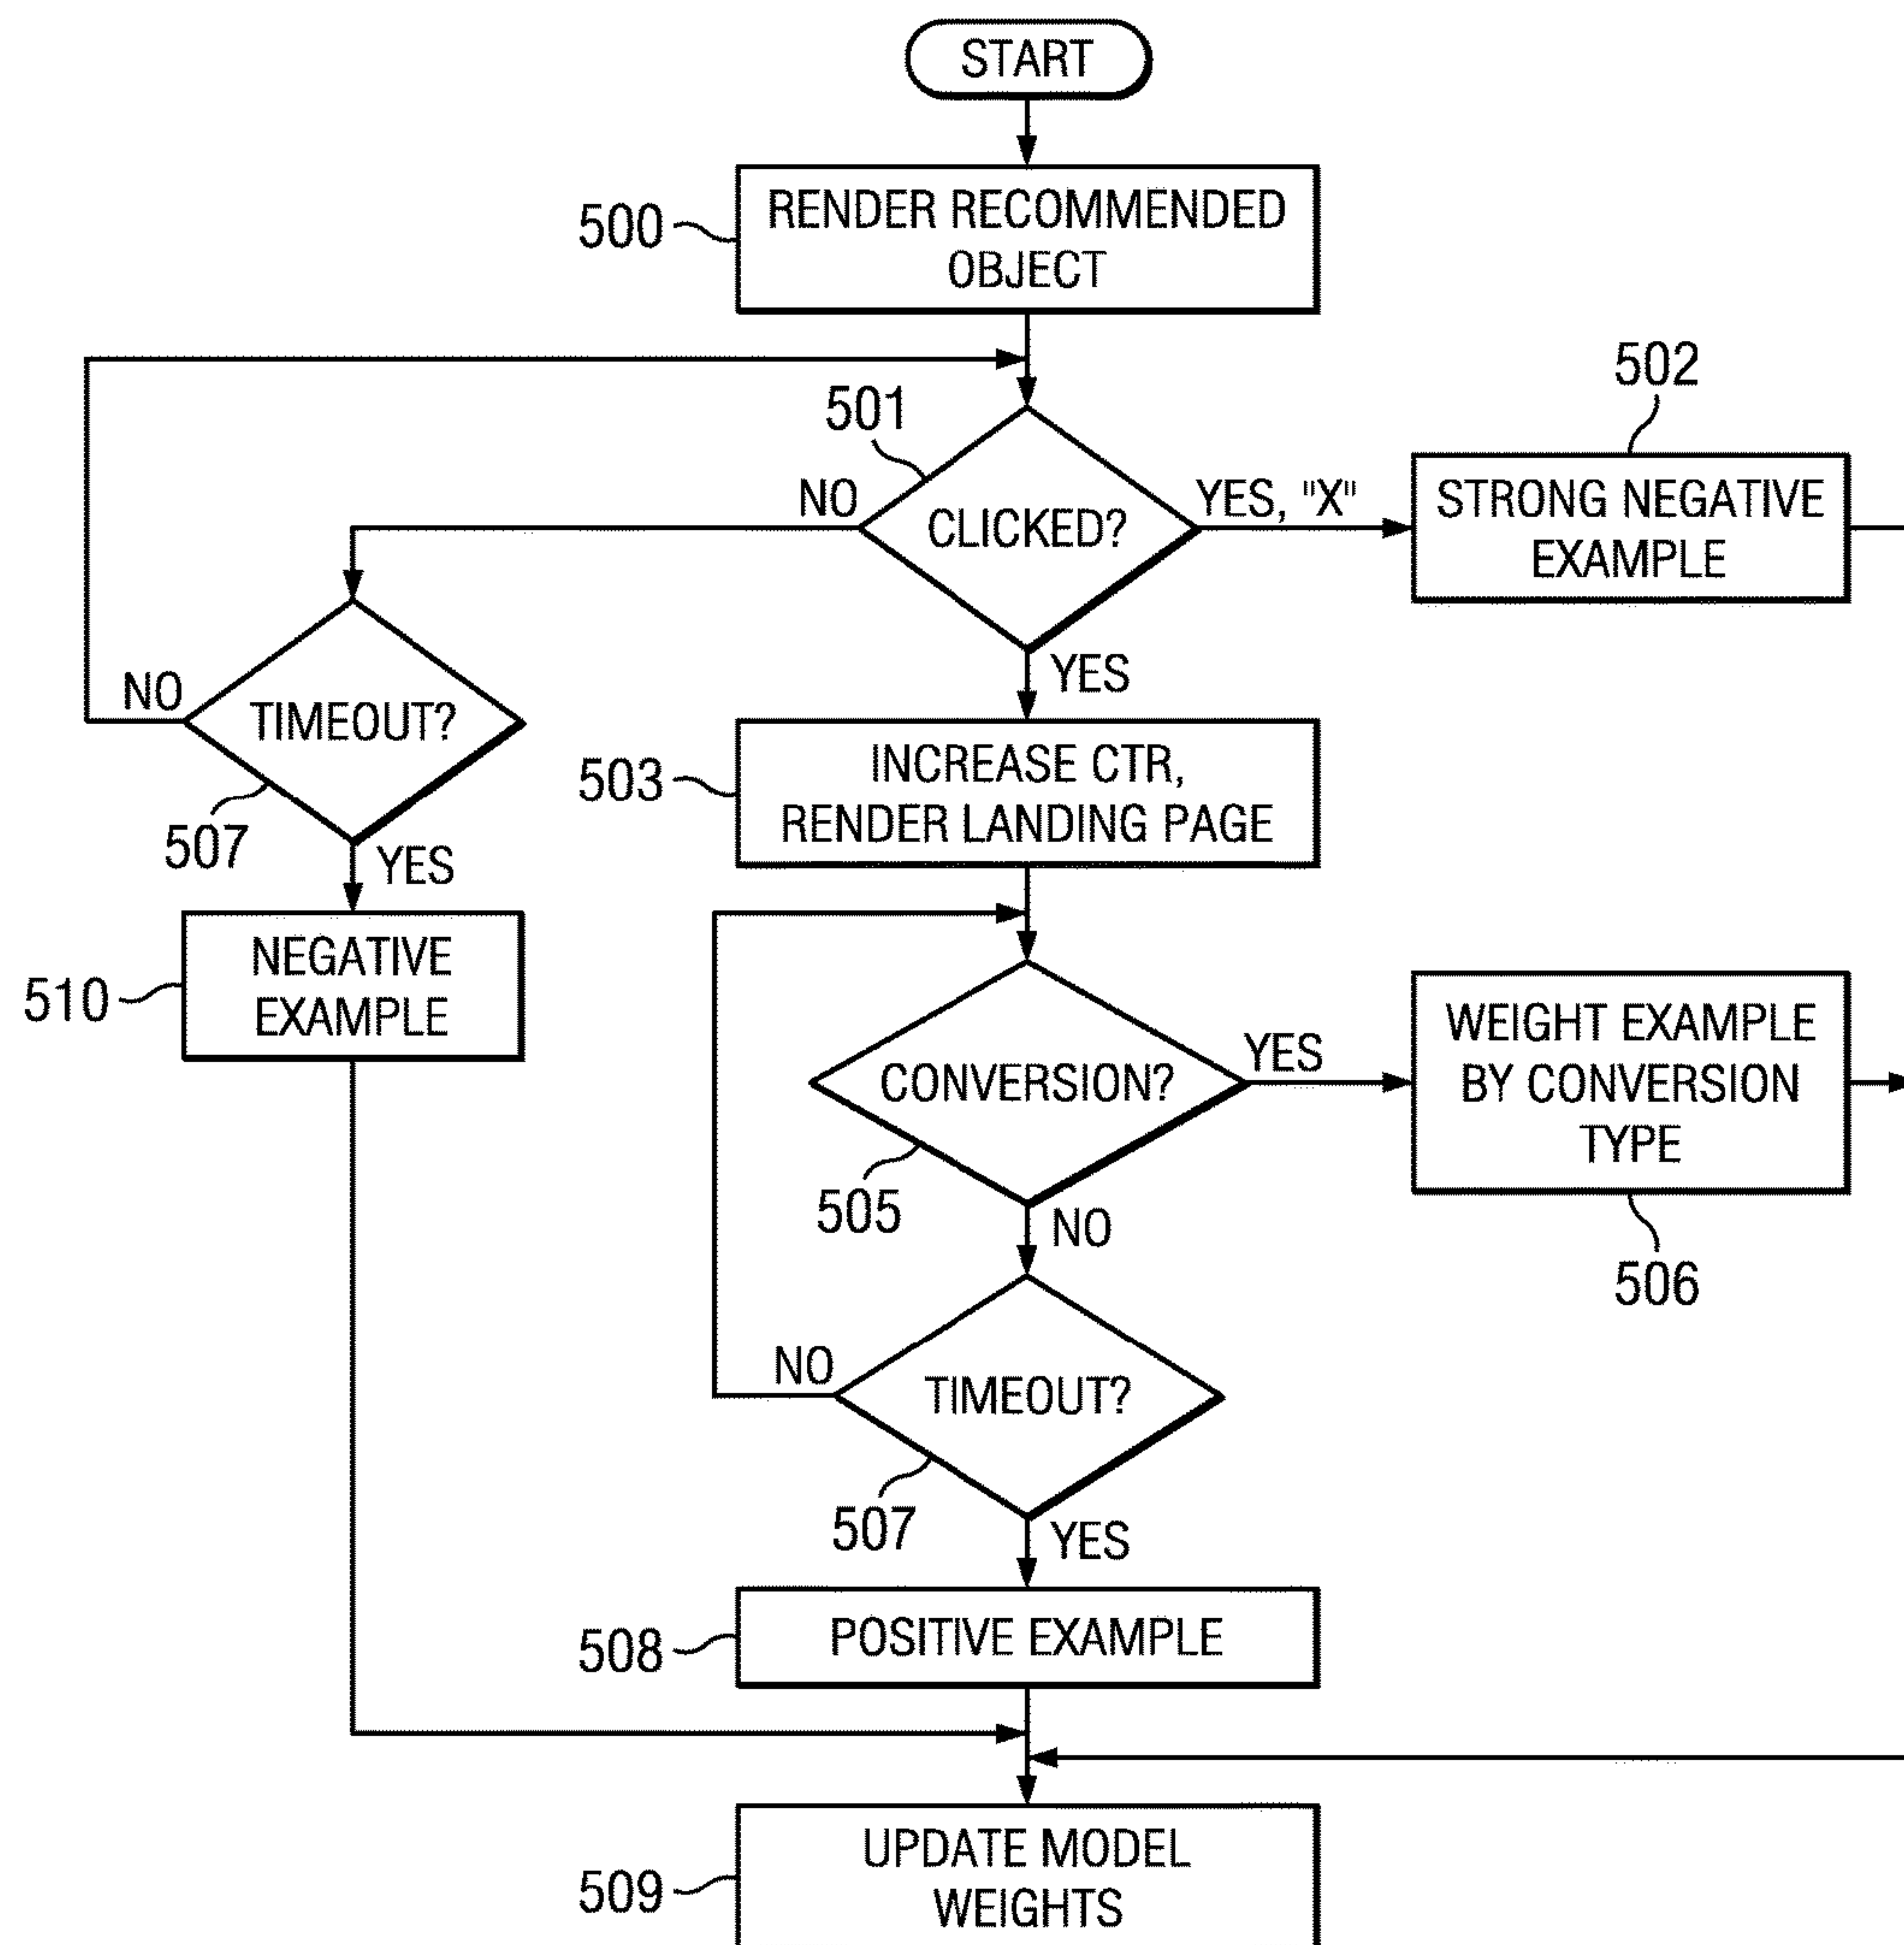 START
500
RENDER RECOMMENDED
OBJECT
501
CLICKED?
NO
YES, "X"
YES
502
STRONG NEGATIVE
EXAMPLE
TIMEOUT?
NO
507
YES
503
INCREASE CTR,
RENDER LANDING PAGE
510
NEGATIVE
EXAMPLE
CONVERSION?
YES
505
NO
WEIGHT EXAMPLE
BY CONVERSION
TYPE
506
TIMEOUT?
NO
507
YES
508
POSITIVE EXAMPLE
509
UPDATE MODEL
WEIGHTS